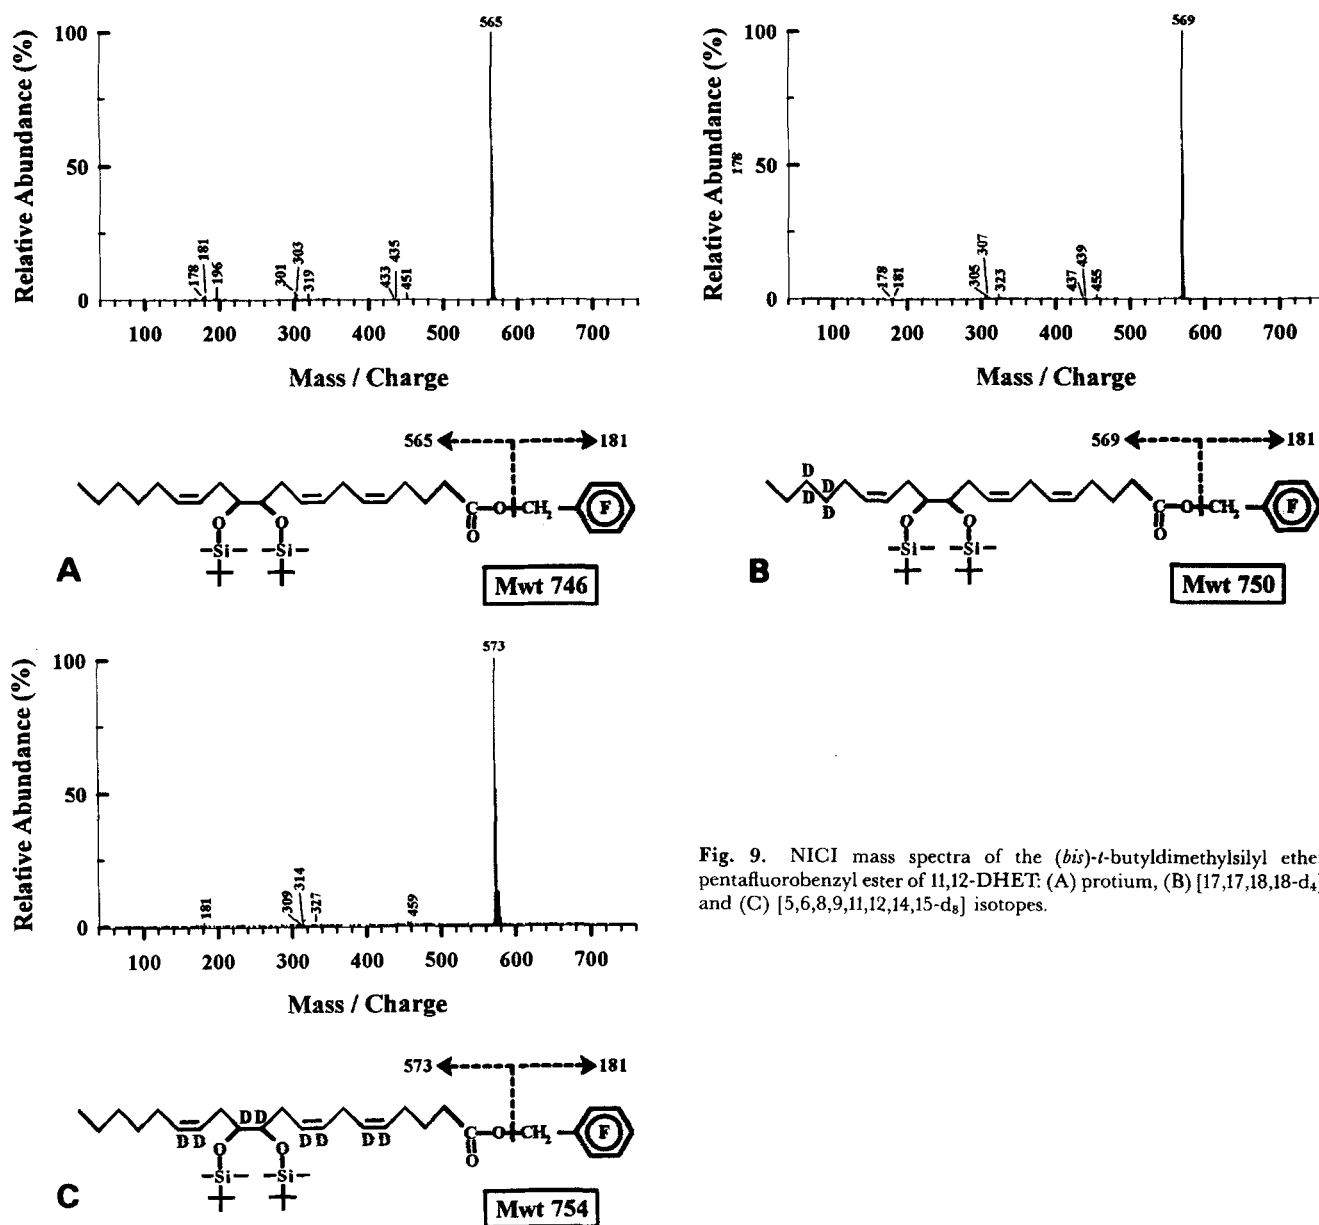 565
100
50
0
Relative Abundance (%)
178
181
196
301
303
319
433
435
451
100 200 300 400 500 600 700
Mass / Charge
565 181
C O CH2 F
O
O O
Si Si
A
Mwt 746
569
100
50
0
Relative Abundance (%)
178
178
181
305
307
323
437
439
455
100 200 300 400 500 600 700
Mass / Charge
569 181
D
D D
D
C O CH2 F
O
O O
Si Si
B
Mwt 750
573
100
50
0
Relative Abundance (%)
181
309
314
327
459
100 200 300 400 500 600 700
Mass / Charge
573 181
D D
D D D D D D
C O CH2 F
O
O O
Si Si
C
Mwt 754
Fig. 9. NICI mass spectra of the (bis)-t-butyldimethylsilyl ether
pentafluorobenzyl ester of 11,12-DHET: (A) protium, (B) [17,17,18,18-d4]
and (C) [5,6,8,9,11,12,14,15-d8] isotopes.